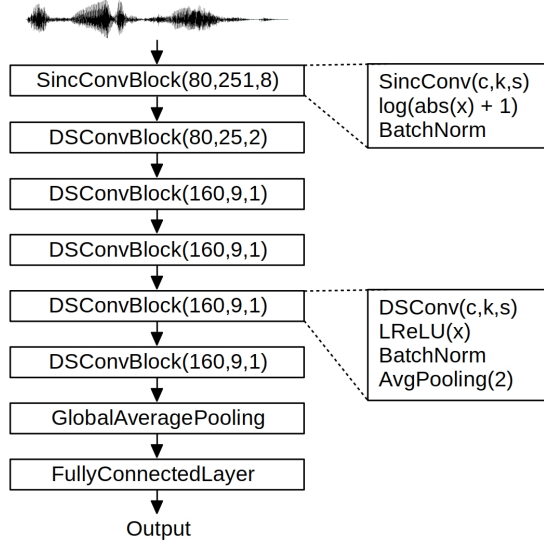 SincConvBlock(80,251,8)
SincConv(c,k,s)
log(abs(x) + 1)
BatchNorm
DSConvBlock(80,25,2)
DSConvBlock(160,9,1)
DSConvBlock(160,9,1)
DSConvBlock(160,9,1)
DSConv(c,k,s)
LReLU(x)
BatchNorm
AvgPooling(2)
DSConvBlock(160,9,1)
GlobalAveragePooling
FullyConnectedLayer
Output